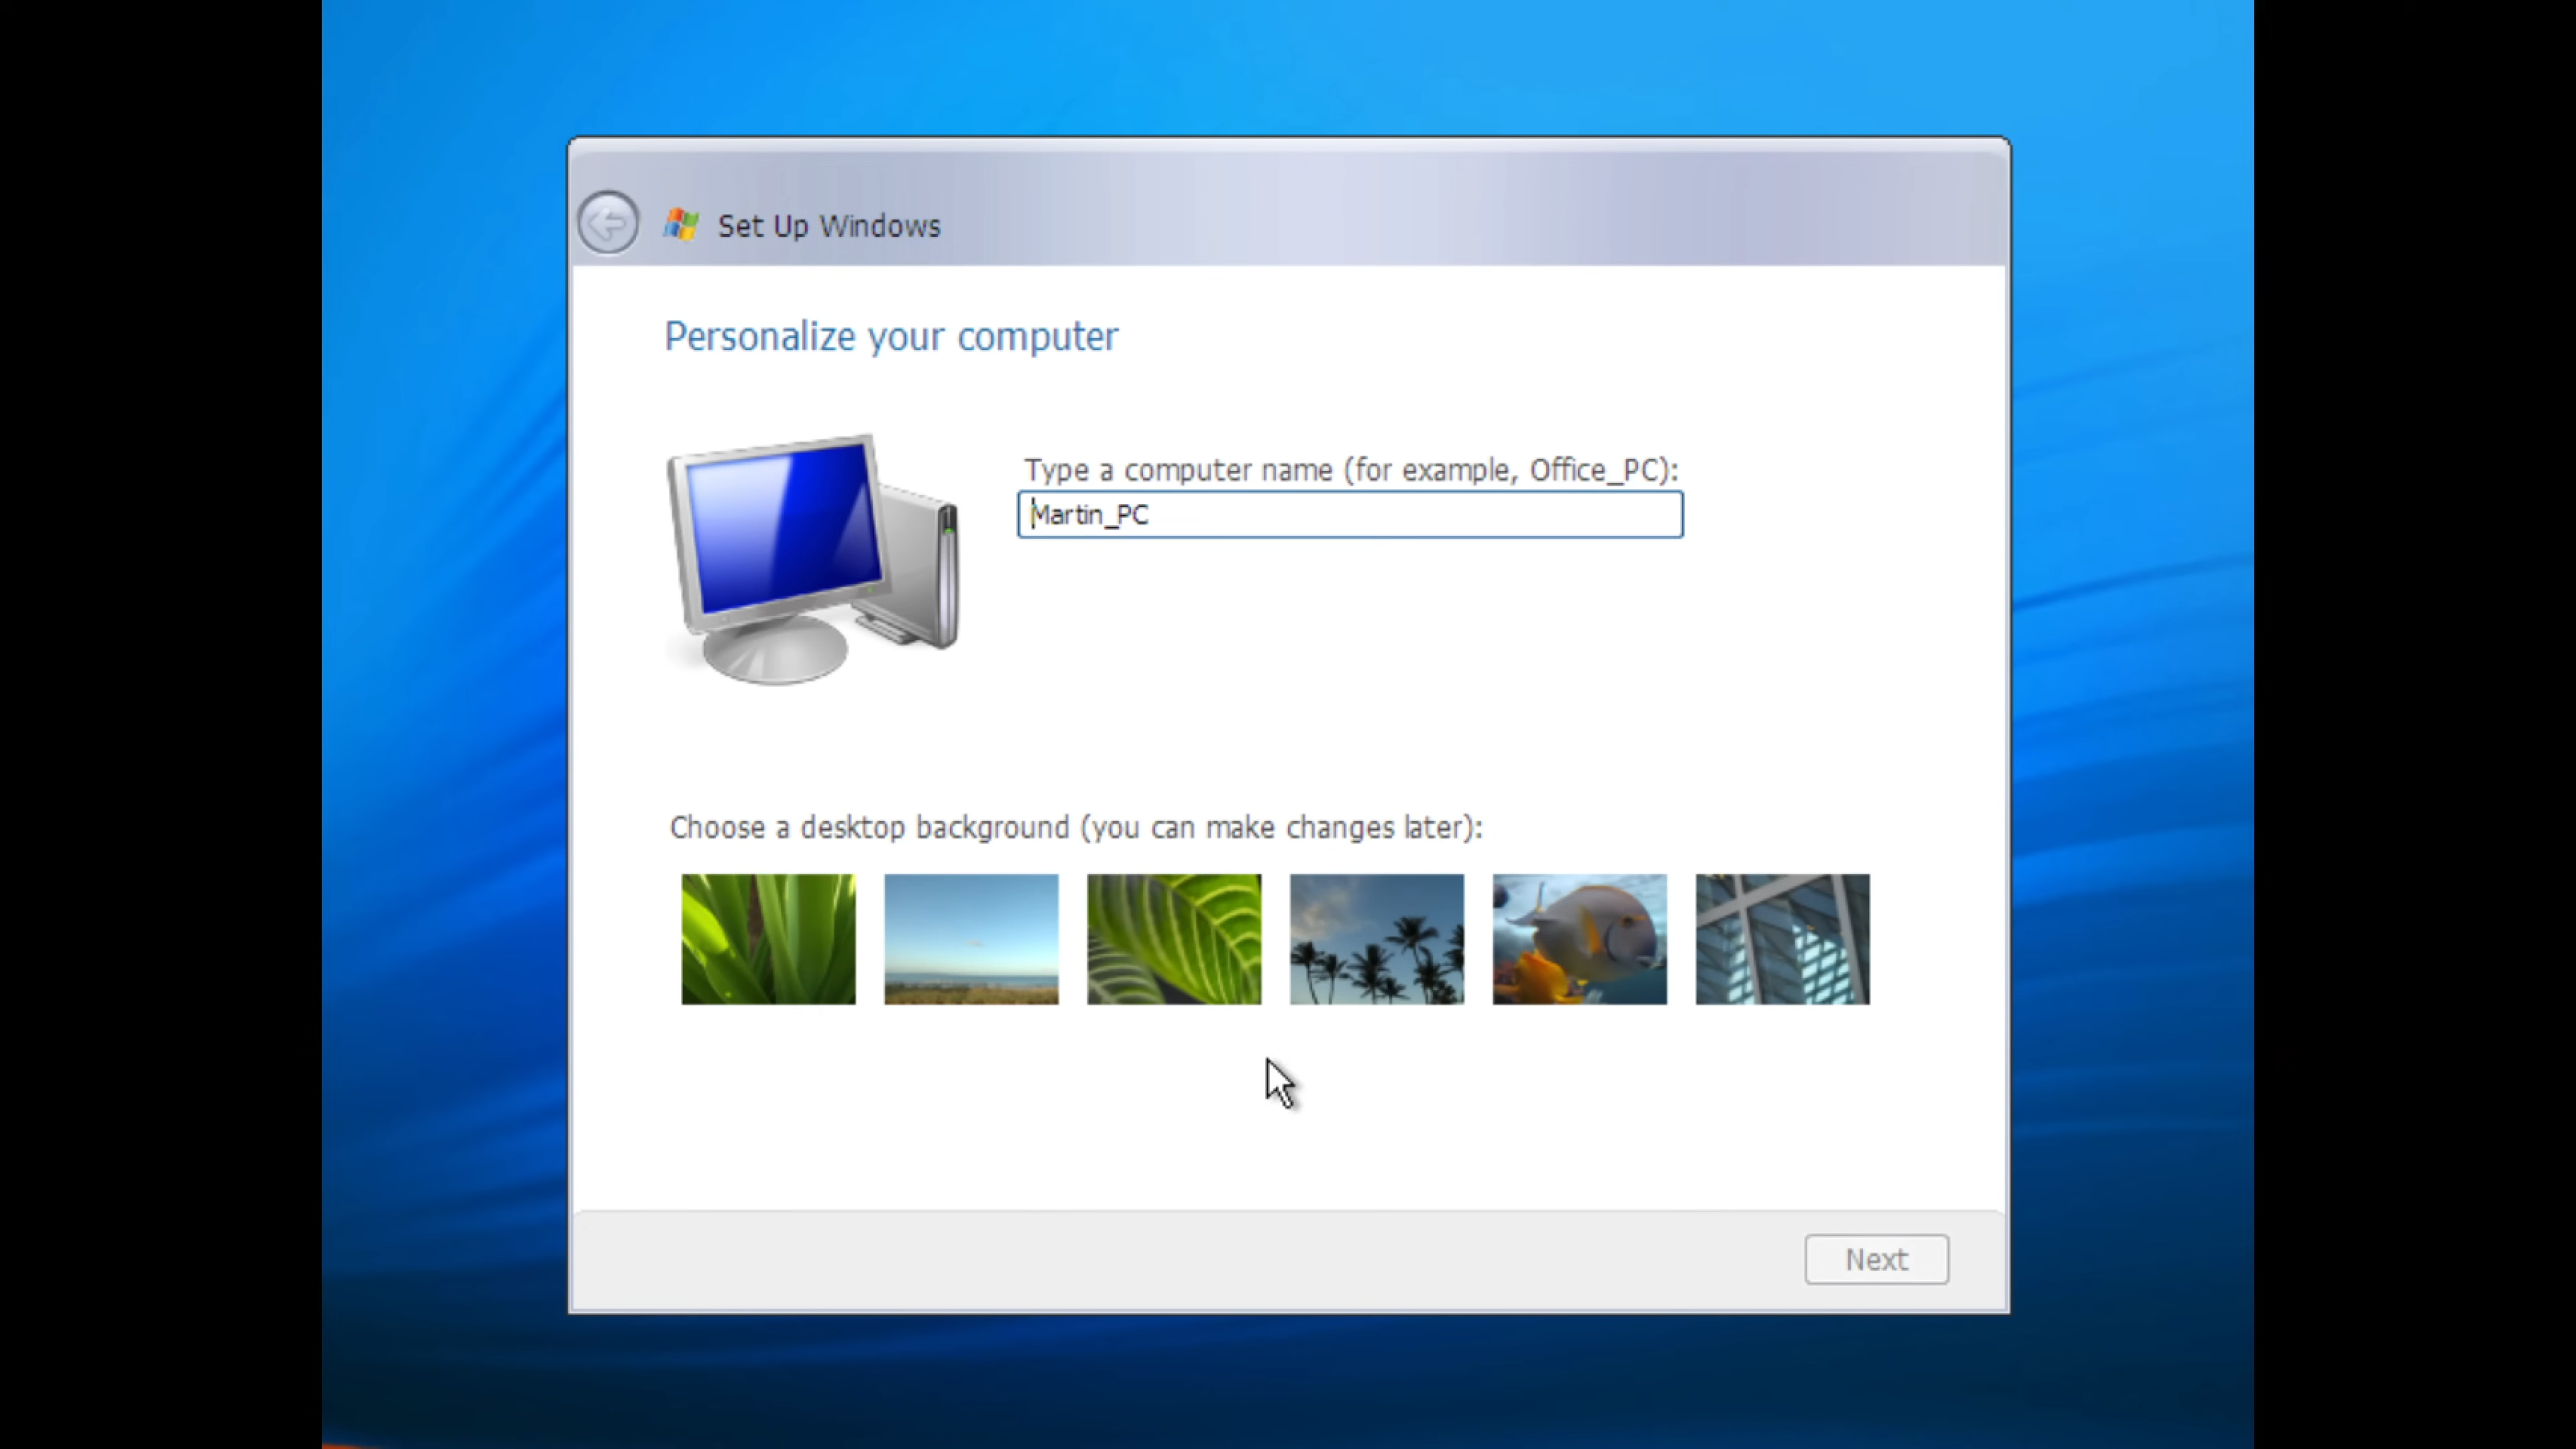 Set Up Windows
Personalize your computer
Type a computer name (for example, Office_PC):
Martin_PC
Choose a desktop background (you can make changes later):
Next